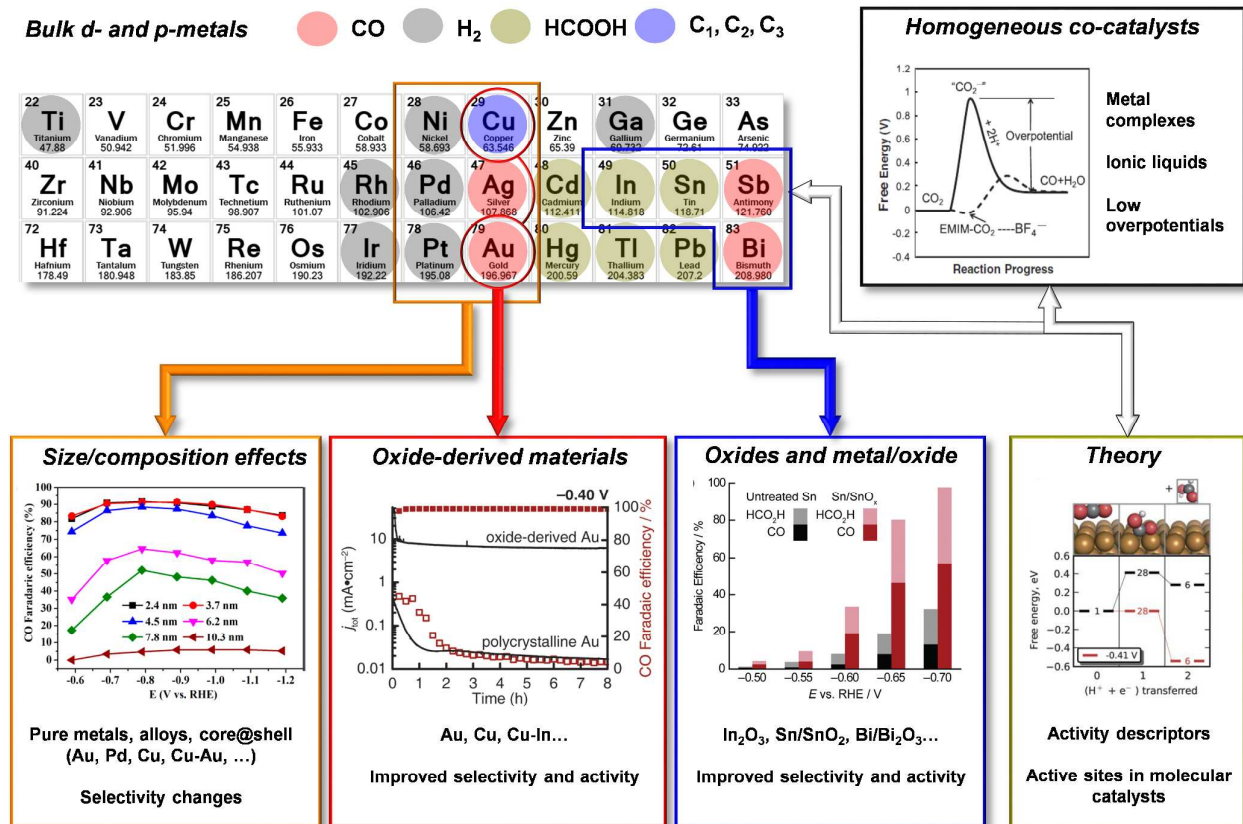 Bulk d- and p-metals
CO
H2
HCOOH
C1, C2, C3
22 23 24 25 26 27 28 29 30 31 32 33
Ti V Cr Mn Fe Co Ni Cu Zn Ga Ge As
Titanium Vanadium Chromium Manganese Iron Cobalt Nickel Copper Zinc Gallium Germanium Arsenic
47.88 50.942 51.996 54.938 55.933 58.933 58.693 63.546 65.39 69.732 72.61 74.922
40 41 42 43 44 45 46 47 48 49 50 51
Zr Nb Mo Tc Ru Rh Pd Ag Cd In Sn Sb
Zirconium Niobium Molybdenum Technetium Ruthenium Rhodium Palladium Silver Cadmium Indium Tin Antimony
91.224 92.906 95.94 98.907 101.07 102.906 106.42 107.868 112.411 114.818 118.71 121.760
72 73 74 75 76 77 78 79 80 81 82 83
Hf Ta W Re Os Ir Pt Au Hg Tl Pb Bi
Hafnium Tantalum Tungsten Rhenium Osmium Iridium Platinum Gold Mercury Thallium Lead Bismuth
178.49 180.948 183.85 186.207 190.23 192.22 195.08 196.967 200.59 204.383 207.2 208.980
Homogeneous co-catalysts
Free Energy (V)
1.2
1.0
0.8
0.6
0.4
0.2
0
-0.2
-0.4
"CO2−"
+ 2H+
Overpotential
CO+H2O
CO2
EMIM-CO2 ----BF4−
Reaction Progress
Metal
complexes
Ionic liquids
Low
overpotentials
Size/composition effects
CO Faradaric efficiency (%)
100
90
80
70
60
50
40
30
20
10
0
2.4 nm 3.7 nm
4.5 nm 6.2 nm
7.8 nm 10.3 nm
-0.6 -0.7 -0.8 -0.9 -1.0 -1.1 -1.2
E (V vs. RHE)
Pure metals, alloys, core@shell
(Au, Pd, Cu, Cu-Au, ...)
Selectivity changes
Oxide-derived materials
−0.40 V
jtot (mA•cm−2)
10
1
0.1
0.01
oxide-derived Au
polycrystalline Au
100
80
60
40
20
0
CO Faradaic efficiency / %
0 1 2 3 4 5 6 7 8
Time (h)
Au, Cu, Cu-In...
Improved selectivity and activity
Oxides and metal/oxide
Faradaic Efficency / %
100
80
60
40
20
0
Untreated Sn Sn/SnOx
HCO2H HCO2H
CO CO
−0.50 −0.55 −0.60 −0.65 −0.70
E vs. RHE / V
In2O3, Sn/SnO2, Bi/Bi2O3...
Improved selectivity and activity
Theory
+
Free energy, eV
0.6
0.4
0.2
0.0
−0.2
−0.4
−0.6
1 28 6
28
6
-0.41 V
0 1 2
(H+ + e−) transferred
Activity descriptors
Active sites in molecular
catalysts